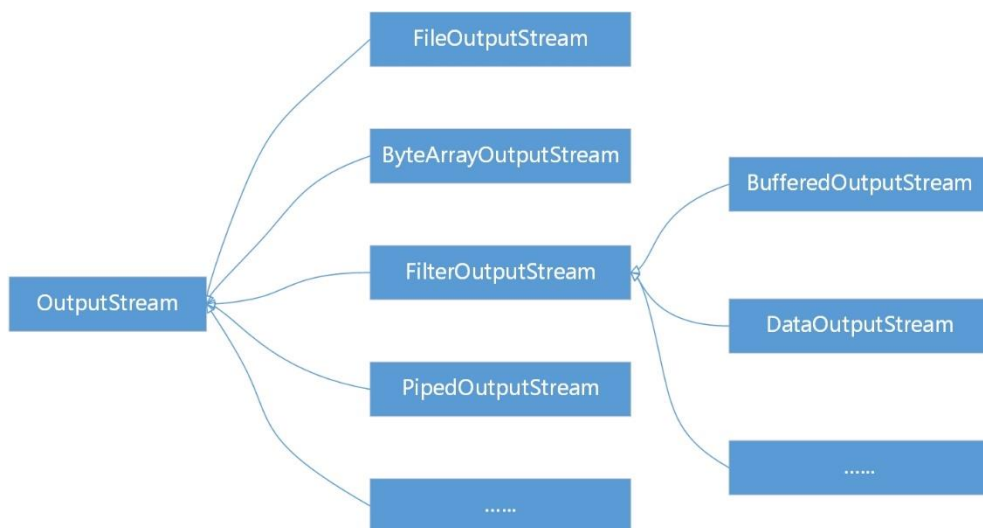 FileOutputStream
ByteArrayOutputStream
BufferedOutputStream
FilterOutputStream
OutputStream
DataOutputStream
PipedOutputStream
......
......